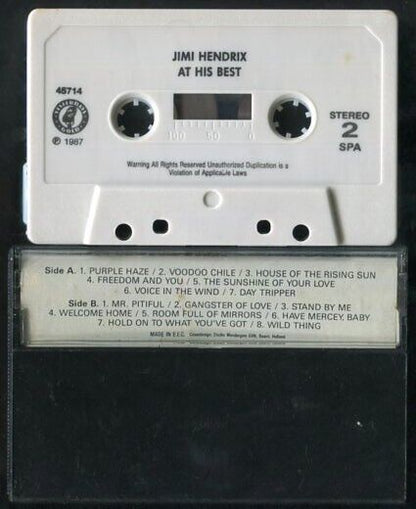 JIMI HENDRIX
AT HIS BEST
45714
℗ 1987
STEREO
2
SPA
100 50 0
Warning All Rights Reserved Unauthorized Duplication is a
Violation of Applicable Laws
Side A. 1. PURPLE HAZE / 2. VOODOO CHILE / 3. HOUSE OF THE RISING SUN
4. FREEDOM AND YOU / 5. THE SUNSHINE OF YOUR LOVE
6. VOICE IN THE WIND / 7. DAY TRIPPER
Side B. 1. MR. PITIFUL / 2. GANGSTER OF LOVE / 3. STAND BY ME
4. WELCOME HOME / 5. ROOM FULL OF MIRRORS / 6. HAVE MERCEY, BABY
7. HOLD ON TO WHAT YOU'VE GOT / 8. WILD THING
MADE IN E.E.C. Holland